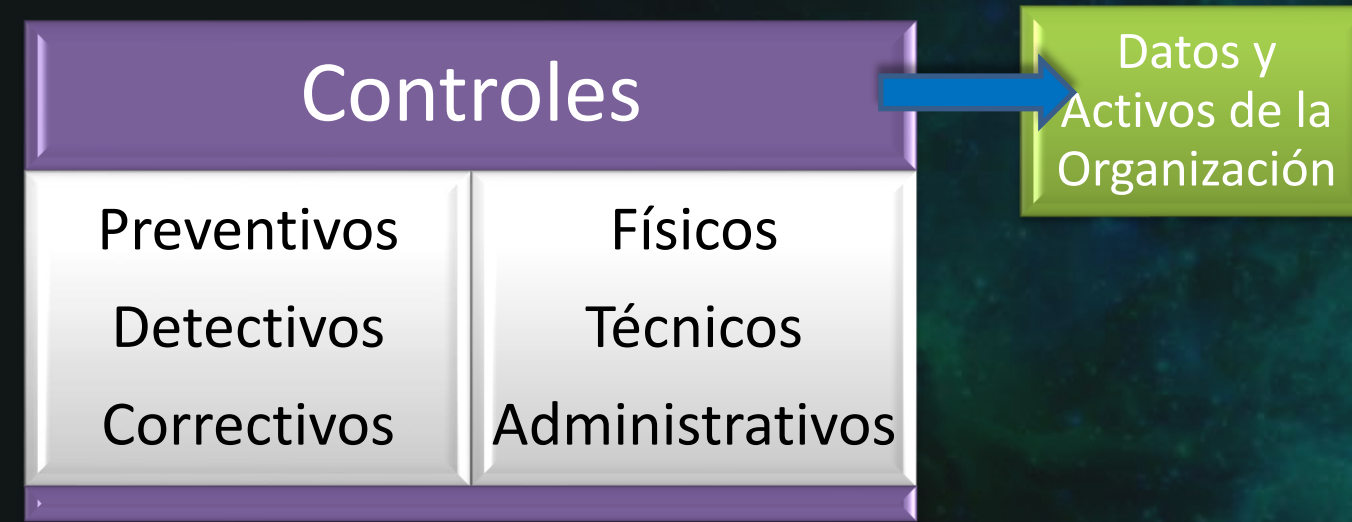 Controles
Datos y
Activos de la
Organización
Preventivos
Detectivos
Correctivos
Físicos
Técnicos
Administrativos